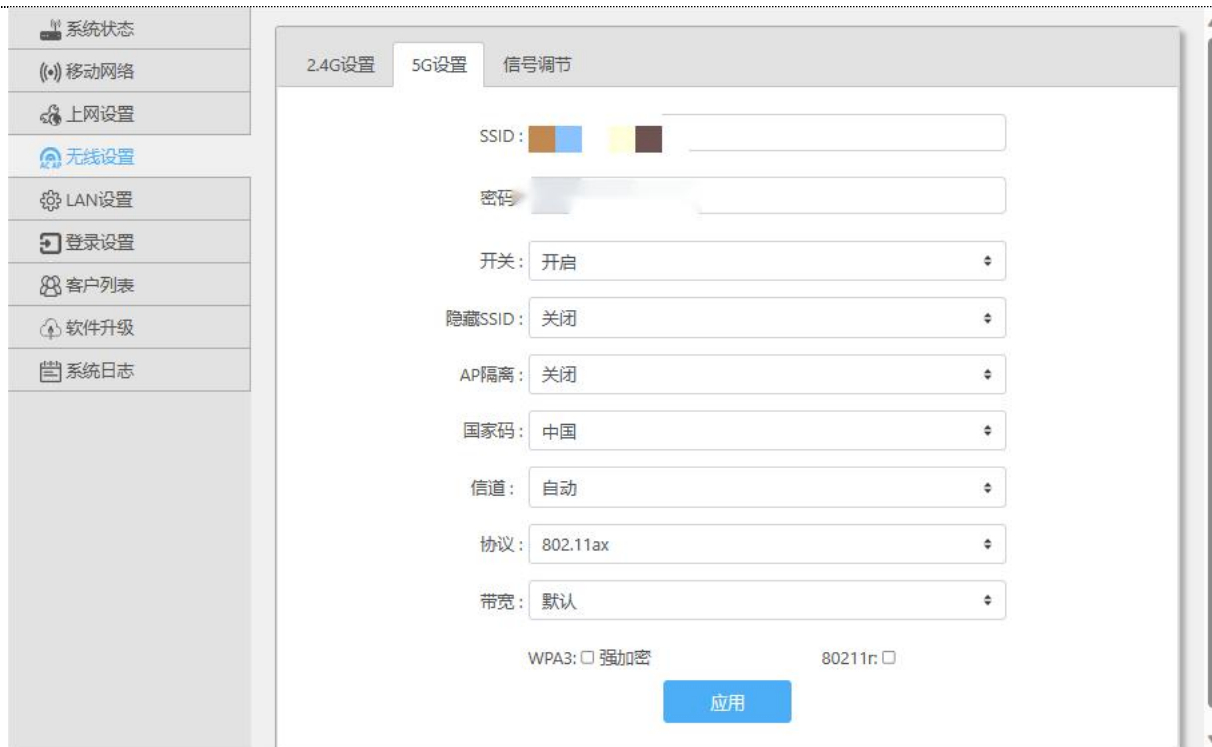 系统状态
移动网络
上网设置
无线设置
LAN设置
登录设置
客户列表
软件升级
系统日志
2.4G设置 5G设置 信号调节
SSID :
密码
开关 : 开启
隐藏SSID : 关闭
AP隔离 : 关闭
国家码 : 中国
信道 : 自动
协议 : 802.11ax
带宽 : 默认
WPA3: 强加密 80211r:
应用